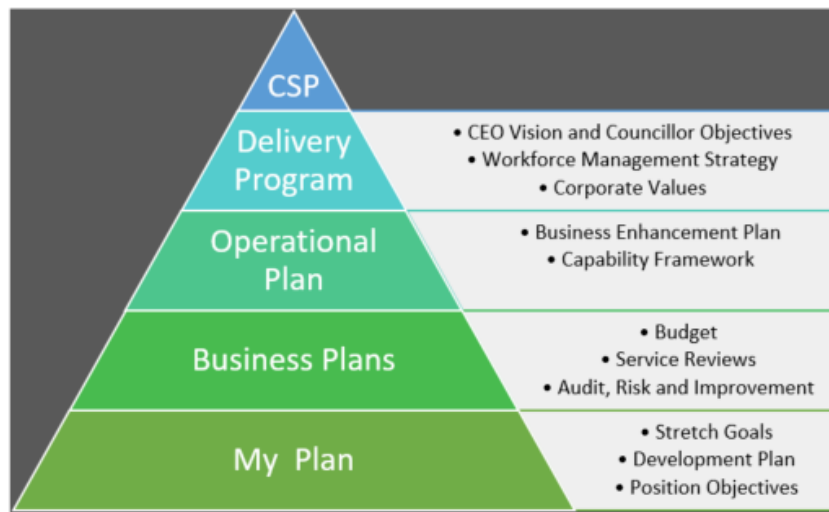 CSP
Delivery
Program
• CEO Vision and Councillor Objectives
• Workforce Management Strategy
• Corporate Values
Operational
Plan
• Business Enhancement Plan
• Capability Framework
Business Plans
• Budget
• Service Reviews
• Audit, Risk and Improvement
My Plan
• Stretch Goals
• Development Plan
• Position Objectives